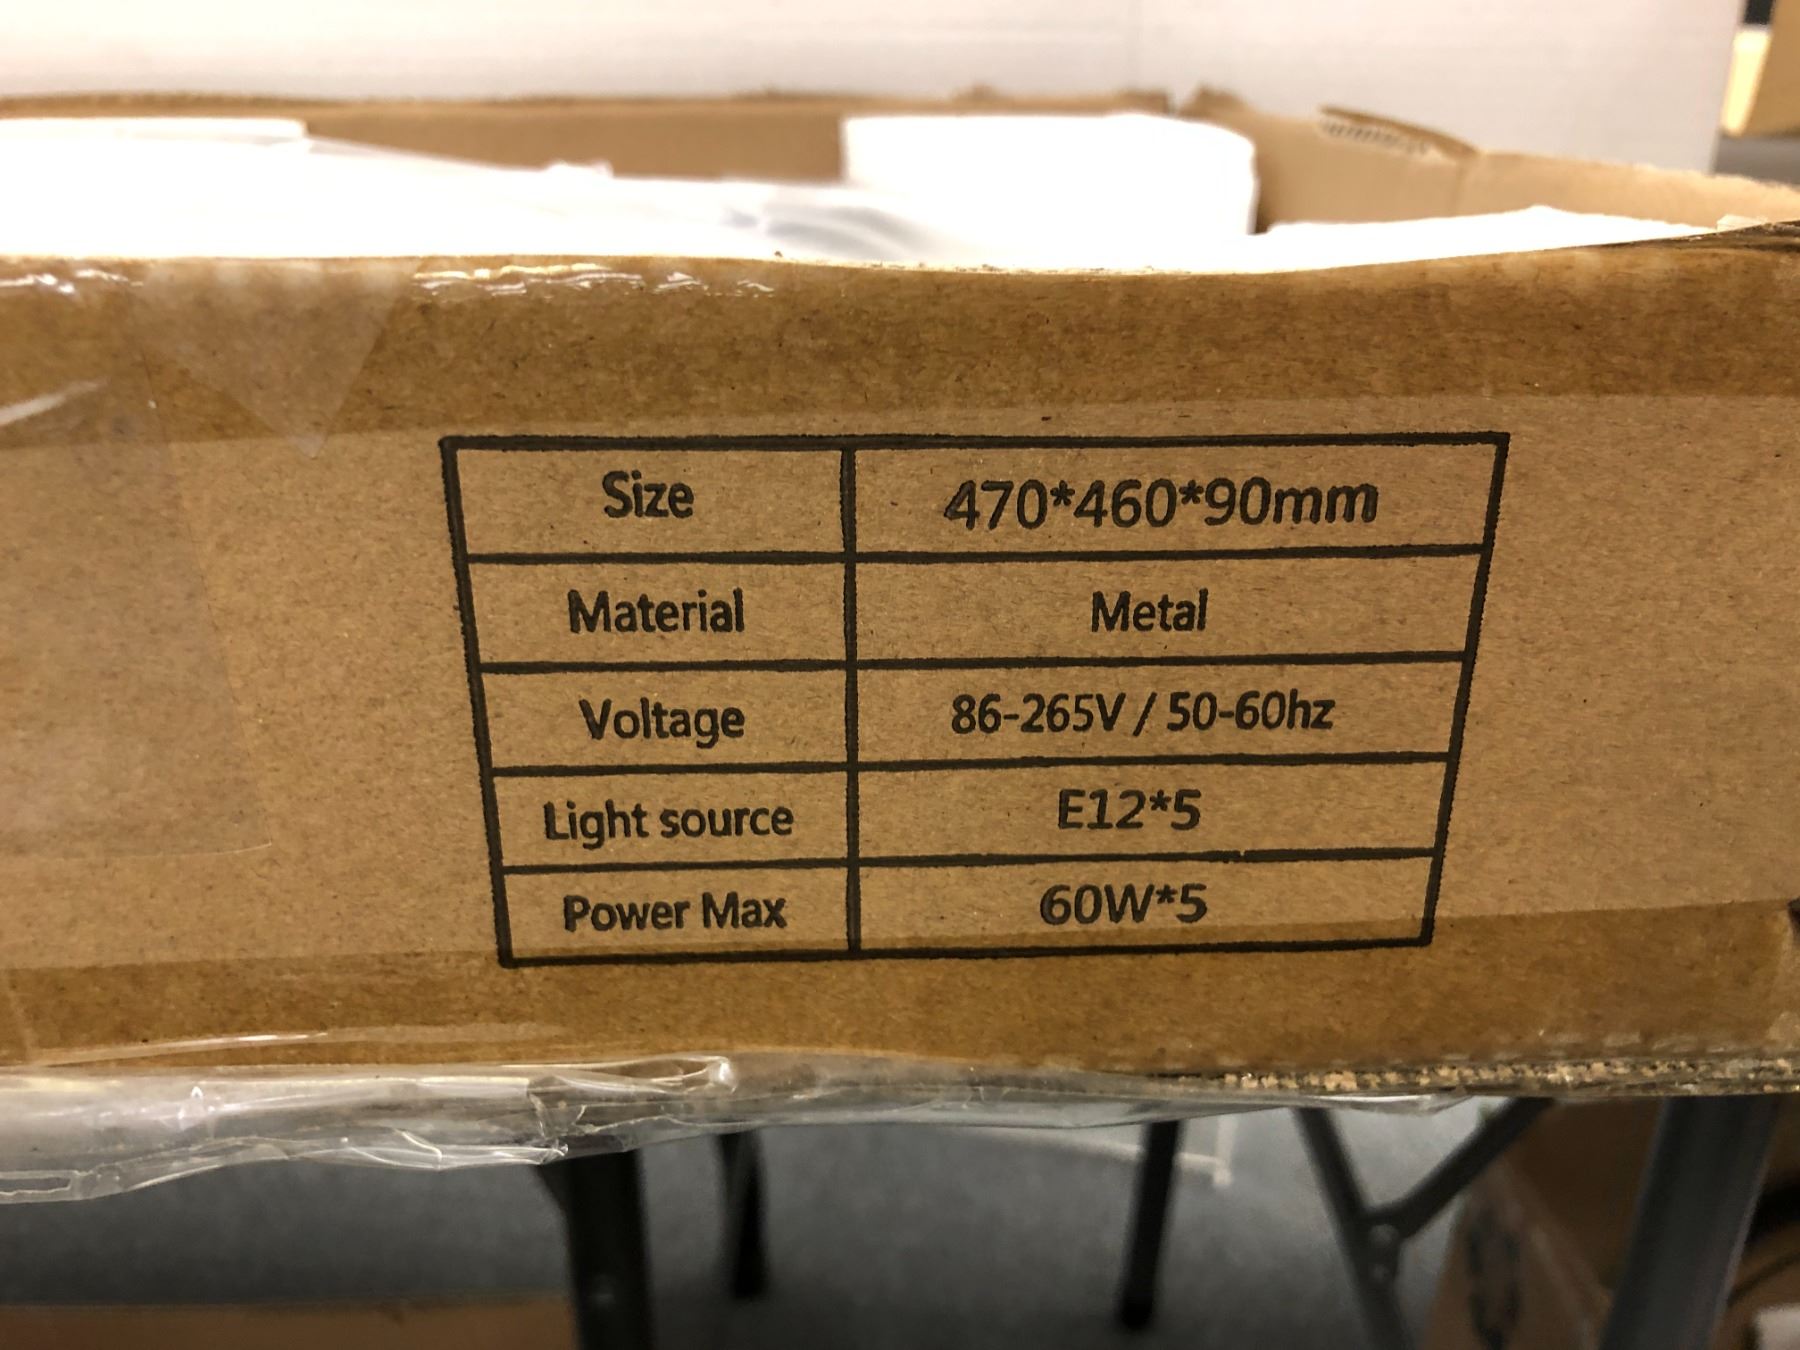 Size 470*460*90mm
Material Metal
Voltage 86-265V / 50-60hz
Light source E12*5
Power Max 60W*5